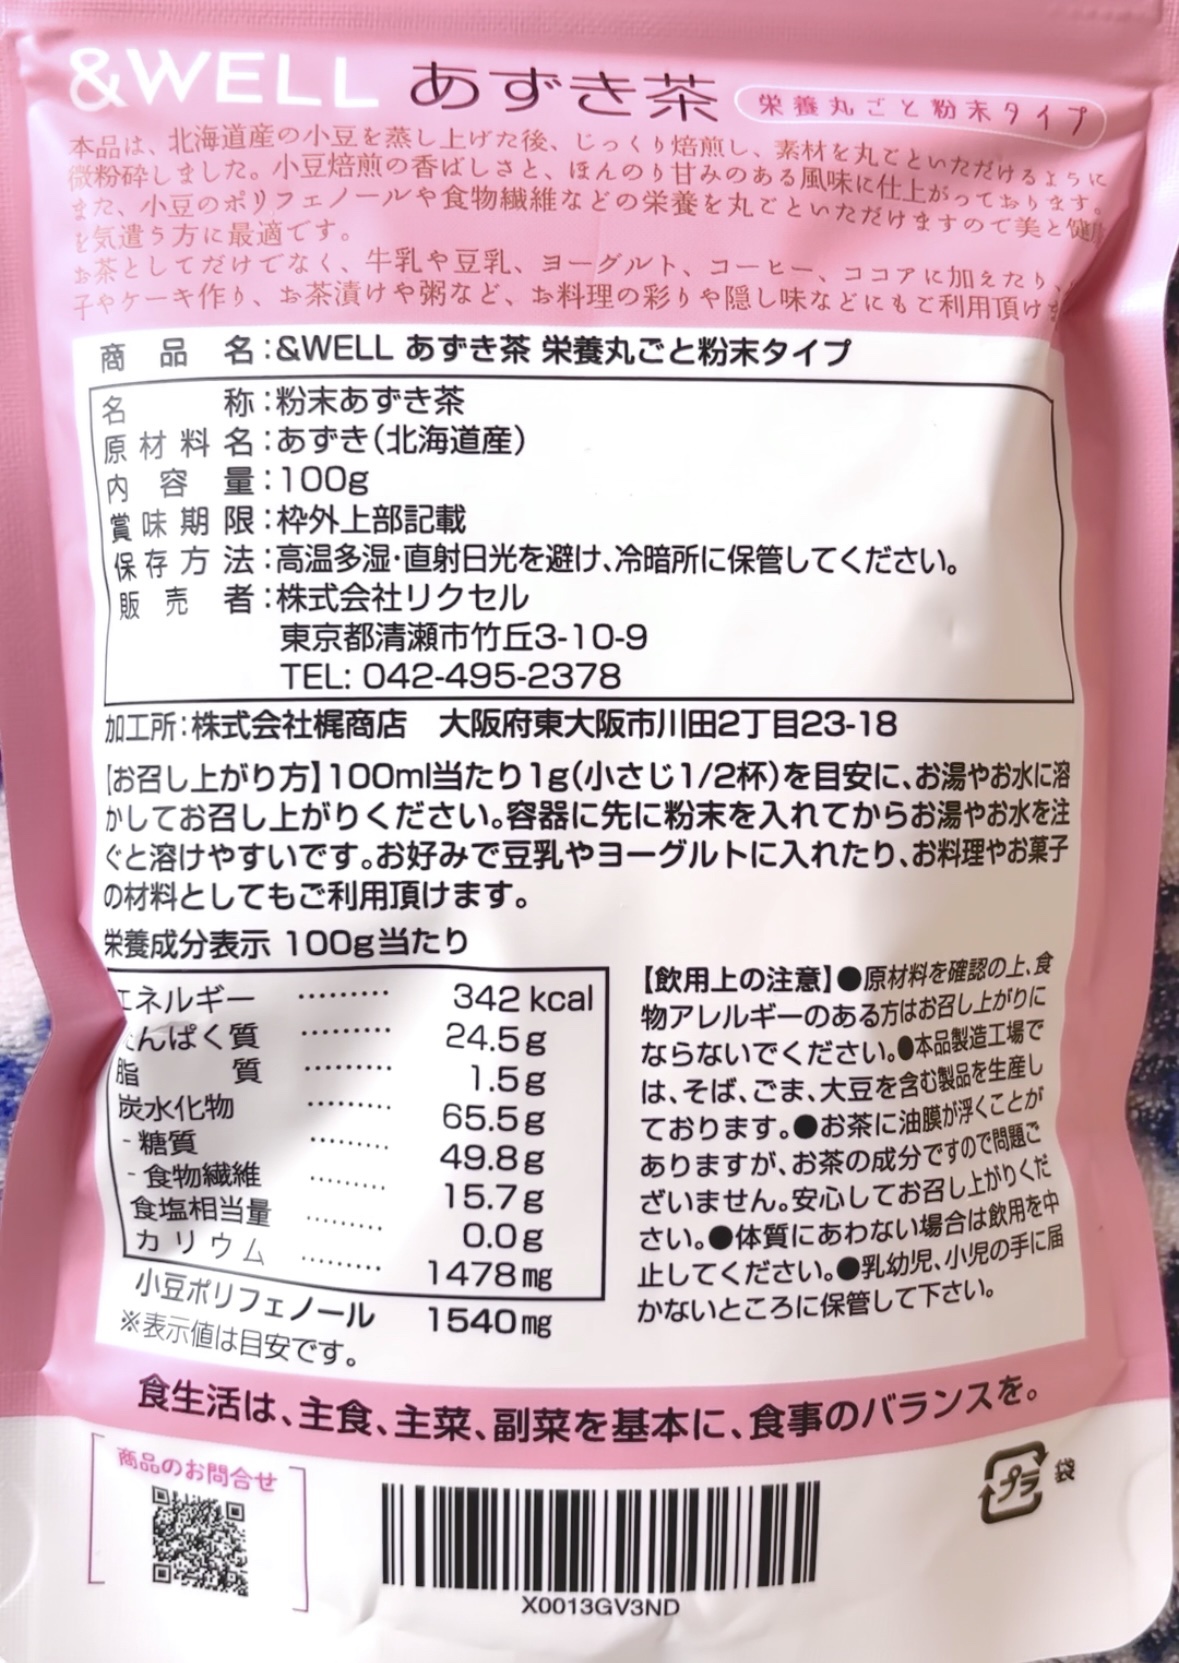 &WELL あずき茶 栄養丸ごと粉末タイプ
本品は、北海道産の小豆を蒸し上げた後、じっくり焙煎し、素材を丸ごといただけるように
微粉砕しました。小豆焙煎の香ばしさと、ほんのり甘みのある風味に仕上がっております。
また、小豆のポリフェノールや食物繊維などの栄養を丸ごといただけますので美と健康
を気遣う方に最適です。
お茶としてだけでなく、牛乳や豆乳、ヨーグルト、コーヒー、ココアに加えたり、
子やケーキ作り、お茶漬けや粥など、お料理の彩りや隠し味などにもご利用頂けま
商品名:&WELL あずき茶 栄養丸ごと粉末タイプ
名称:粉末あずき茶
原材料名:あずき(北海道産)
内容量:100g
賞味期限:枠外上部記載
保存方法:高温多湿・直射日光を避け、冷暗所に保管してください。
販売者:株式会社リクセル
東京都清瀬市竹丘3-10-9
TEL: 042-495-2378
加工所:株式会社梶商店 大阪府東大阪市川田2丁目23-18
【お召し上がり方】100ml当たり1g(小さじ1/2杯)を目安に、お湯やお水に溶
かしてお召し上がりください。容器に先に粉末を入れてからお湯やお水を注
ぐと溶けやすいです。お好みで豆乳やヨーグルトに入れたり、お料理やお菓子
の材料としてもご利用頂けます。
栄養成分表示 100g当たり
エネルギー ……… 342 kcal
たんぱく質 ……… 24.5g
脂質 ……… 1.5g
炭水化物 ……… 65.5g
- 糖質 ……… 49.8g
- 食物繊維 ……… 15.7g
食塩相当量 ……… 0.0g
カリウム ……… 1478mg
小豆ポリフェノール 1540mg
※表示値は目安です。
【飲用上の注意】●原材料を確認の上、食
物アレルギーのある方はお召し上がりに
ならないでください。●本品製造工場で
は、そば、ごま、大豆を含む製品を生産し
ております。●お茶に油膜が浮くことが
ありますが、お茶の成分ですので問題ご
ざいません。安心してお召し上がりくだ
さい。●体質にあわない場合は飲用を中
止してください。●乳幼児、小児の手に届
かないところに保管して下さい。
食生活は、主食、主菜、副菜を基本に、食事のバランスを。
商品のお問合せ
X0013GV3ND
プラ 袋